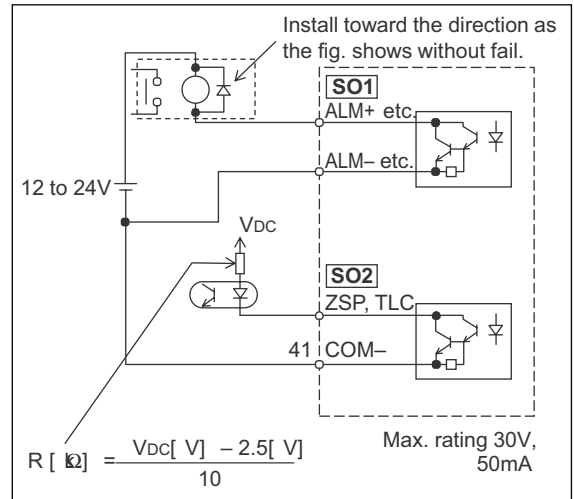 Install toward the direction as
the fig. shows without fail.
SO1
ALM+ etc.
ALM– etc.
12 to 24V
VDC
SO2
ZSP, TLC
41 COM–
Max. rating 30V,
50mA
R [ kΩ] = VDC[ V] – 2.5[ V]
10